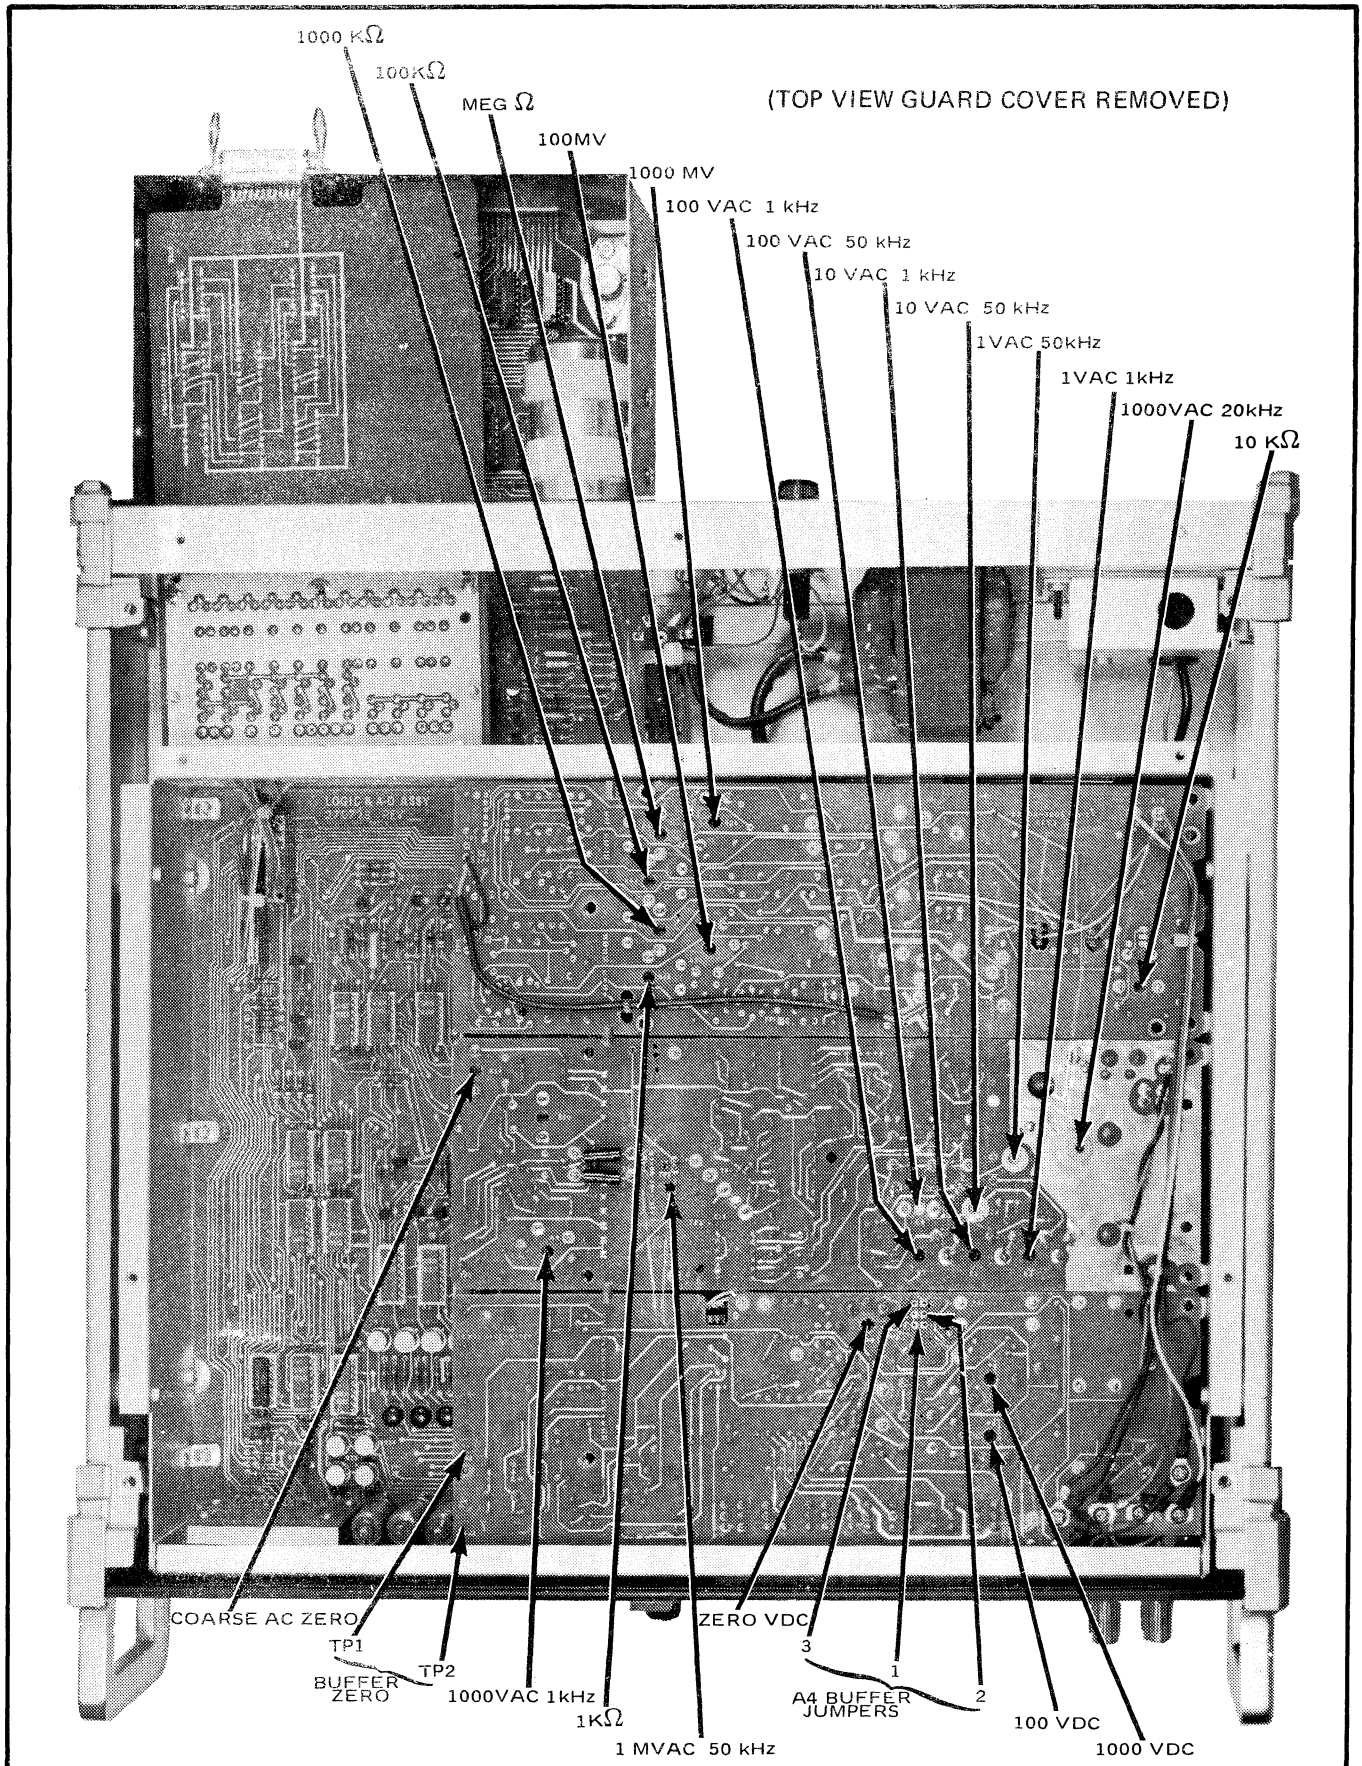 1000 KΩ
100KΩ
MEG Ω
(TOP VIEW GUARD COVER REMOVED)
100MV
1000 MV
100 VAC 1 kHz
100 VAC 50 kHz
10 VAC 1 kHz
10 VAC 50 kHz
1VAC 50kHz
1VAC 1kHz
1000VAC 20kHz
10 KΩ
LOGIC & A-D ASSY
COARSE AC ZERO
TP1
TP2
BUFFER
ZERO
1000VAC 1kHz
1KΩ
1 MVAC 50 kHz
ZERO VDC
3
1
2
A4 BUFFER
JUMPERS
100 VDC
1000 VDC